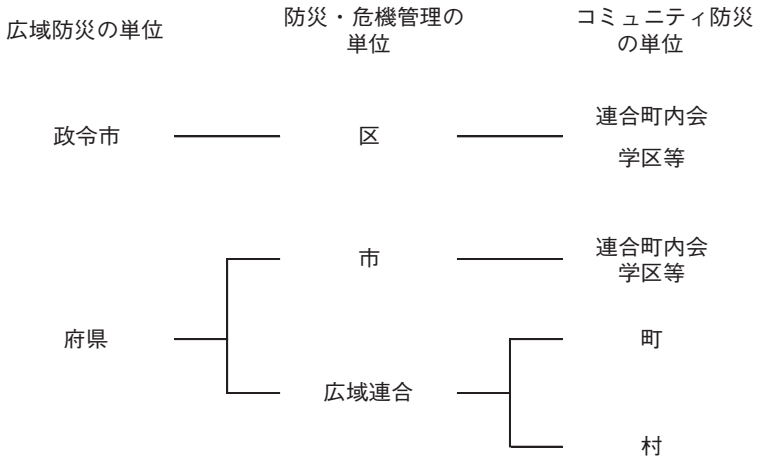 広域防災の単位
防災・危機管理の
単位
コミュニティ防災
の単位
政令市
区
連合町内会
学区等
市
連合町内会
学区等
府県
町
広域連合
村